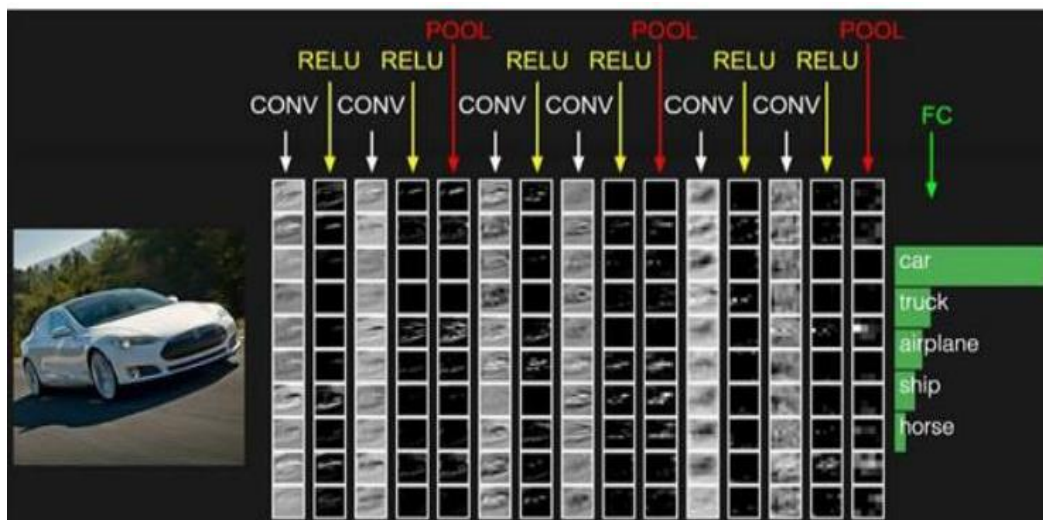 POOL POOL POOL
RELU RELU RELU RELU RELU RELU
CONV CONV CONV CONV CONV CONV
FC
car
truck
airplane
ship
horse